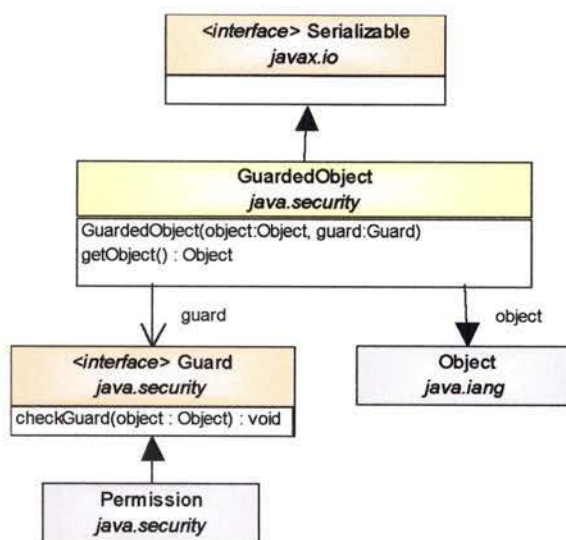 <interface> Serializable
javax.io
GuardedObject
java.security
GuardedObject(object:Object, guard:Guard)
getObject() : Object
guard
object
<interface> Guard
java.security
checkGuard(object : Object) : void
Object
java.iang
Permission
java.security